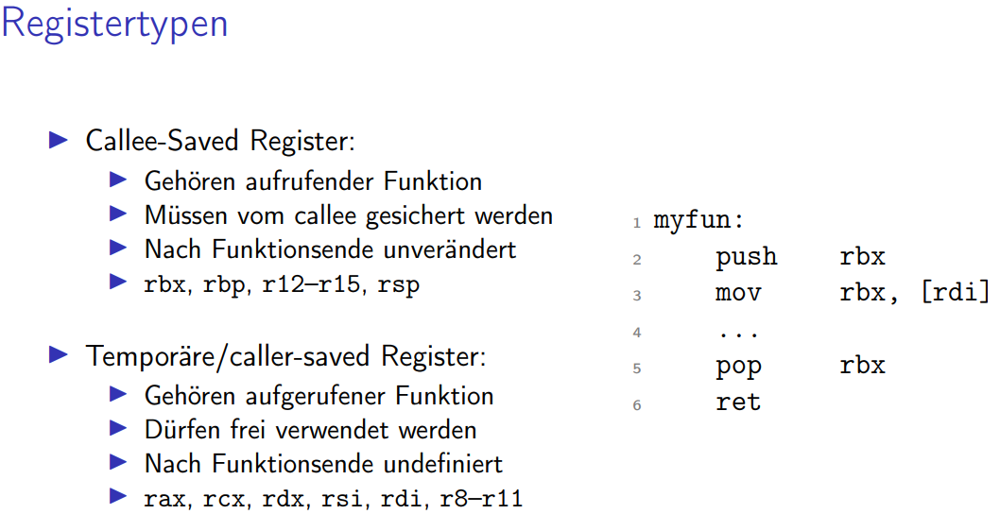 Registertypen
▶ Callee-Saved Register:
▶ Gehören aufrufender Funktion
▶ Müssen vom callee gesichert werden
▶ Nach Funktionsende unverändert
▶ rbx, rbp, r12–r15, rsp
▶ Temporäre/caller-saved Register:
▶ Gehören aufgerufener Funktion
▶ Dürfen frei verwendet werden
▶ Nach Funktionsende undefiniert
▶ rax, rcx, rdx, rsi, rdi, r8–r11
1 myfun:
2 push rbx
3 mov rbx, [rdi]
4 ...
5 pop rbx
6 ret